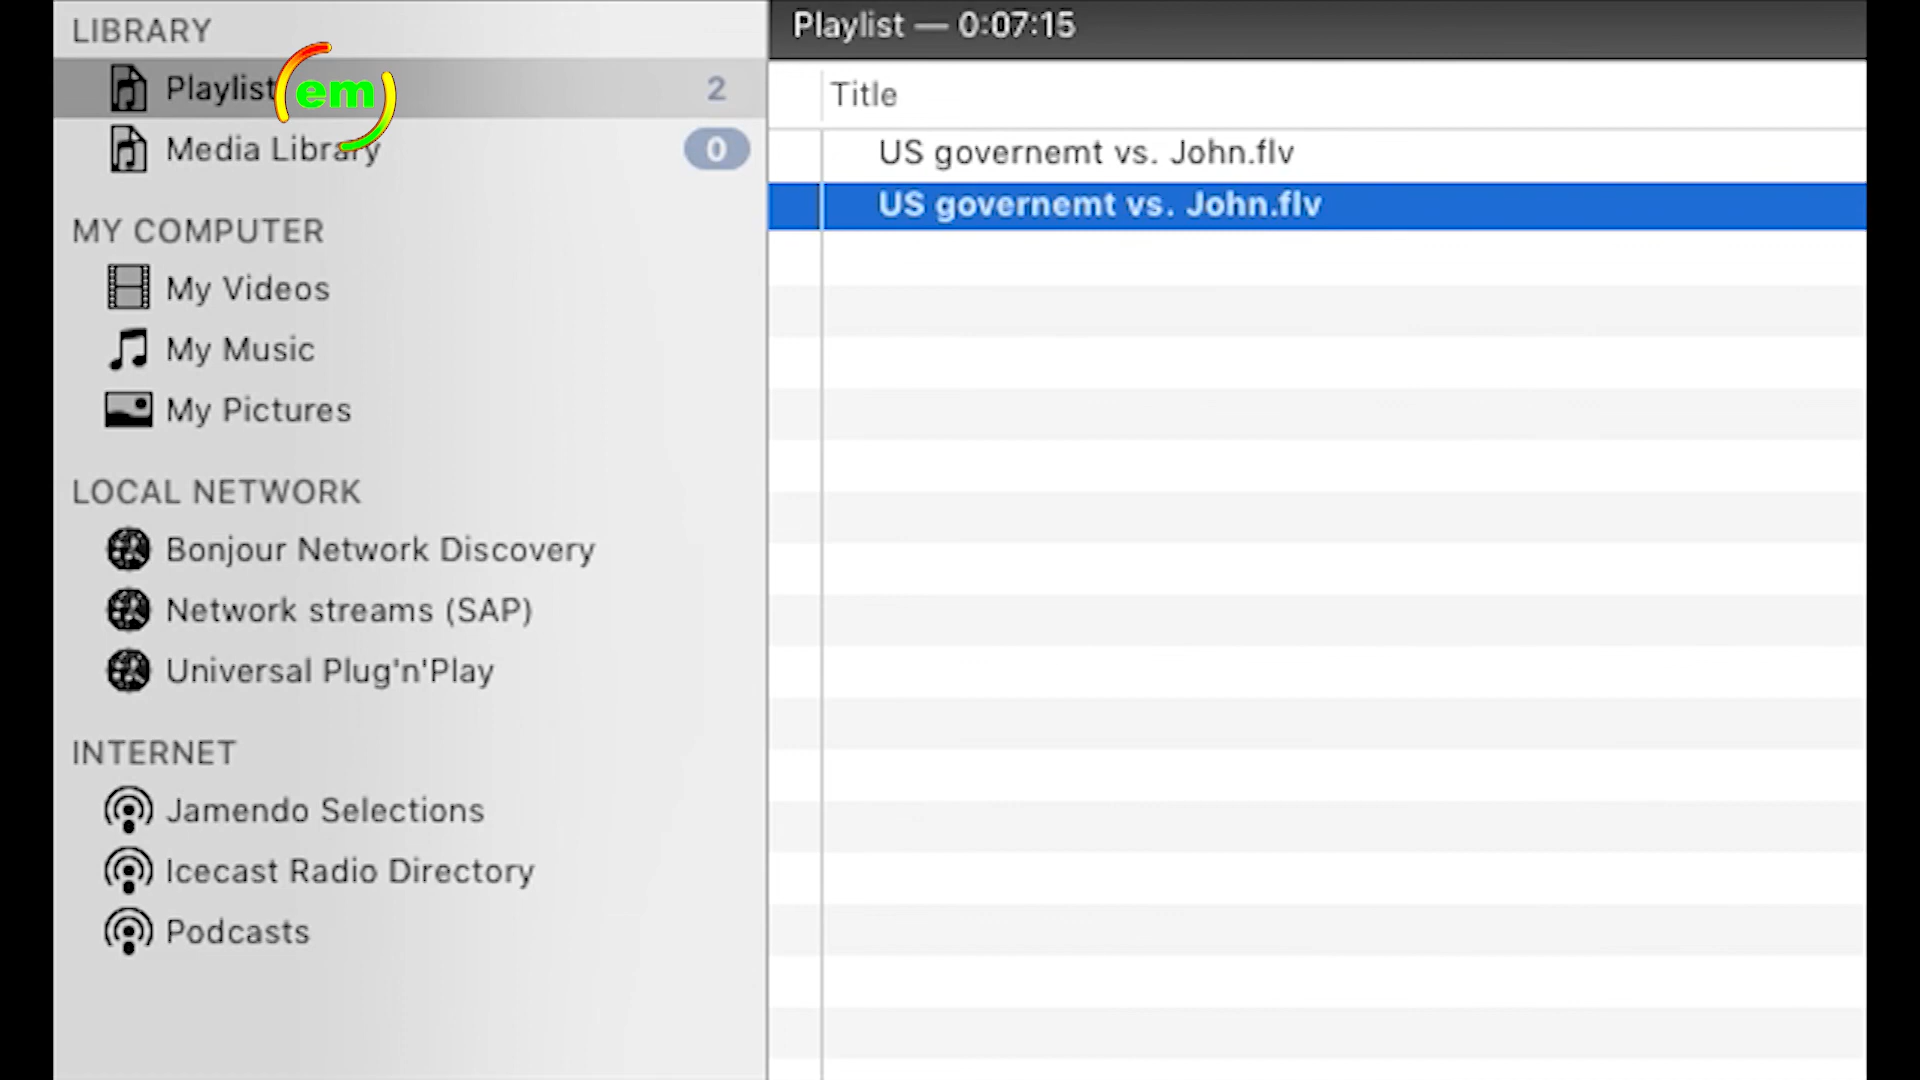 LIBRARY
Playlist
em
2
Media Library
0
MY COMPUTER
My Videos
My Music
My Pictures
LOCAL NETWORK
Bonjour Network Discovery
Network streams (SAP)
Universal Plug'n'Play
INTERNET
Jamendo Selections
Icecast Radio Directory
Podcasts
Playlist — 0:07:15
Title
US governemt vs. John.flv
US governemt vs. John.flv